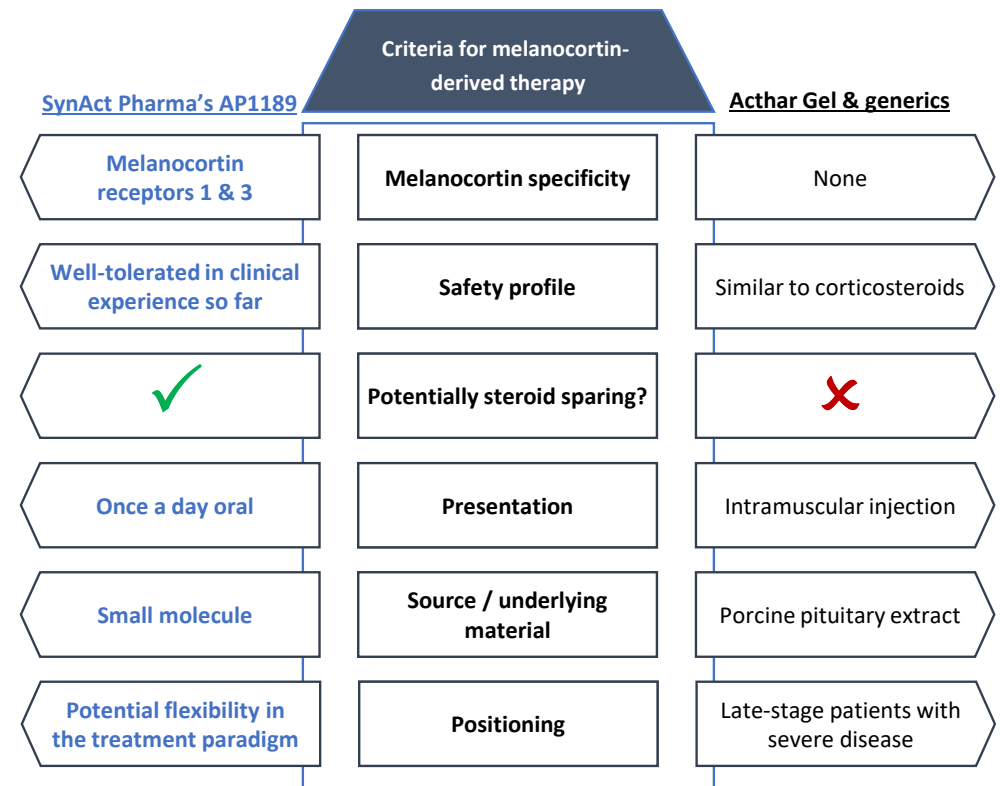 Criteria for melanocortin-
derived therapy
SynAct Pharma’s AP1189
Acthar Gel & generics
Melanocortin
receptors 1 & 3
Melanocortin specificity
None
Well-tolerated in clinical
experience so far
Safety profile
Similar to corticosteroids
Potentially steroid sparing?
Once a day oral
Presentation
Intramuscular injection
Small molecule
Source / underlying
material
Porcine pituitary extract
Potential flexibility in
the treatment paradigm
Positioning
Late-stage patients with
severe disease